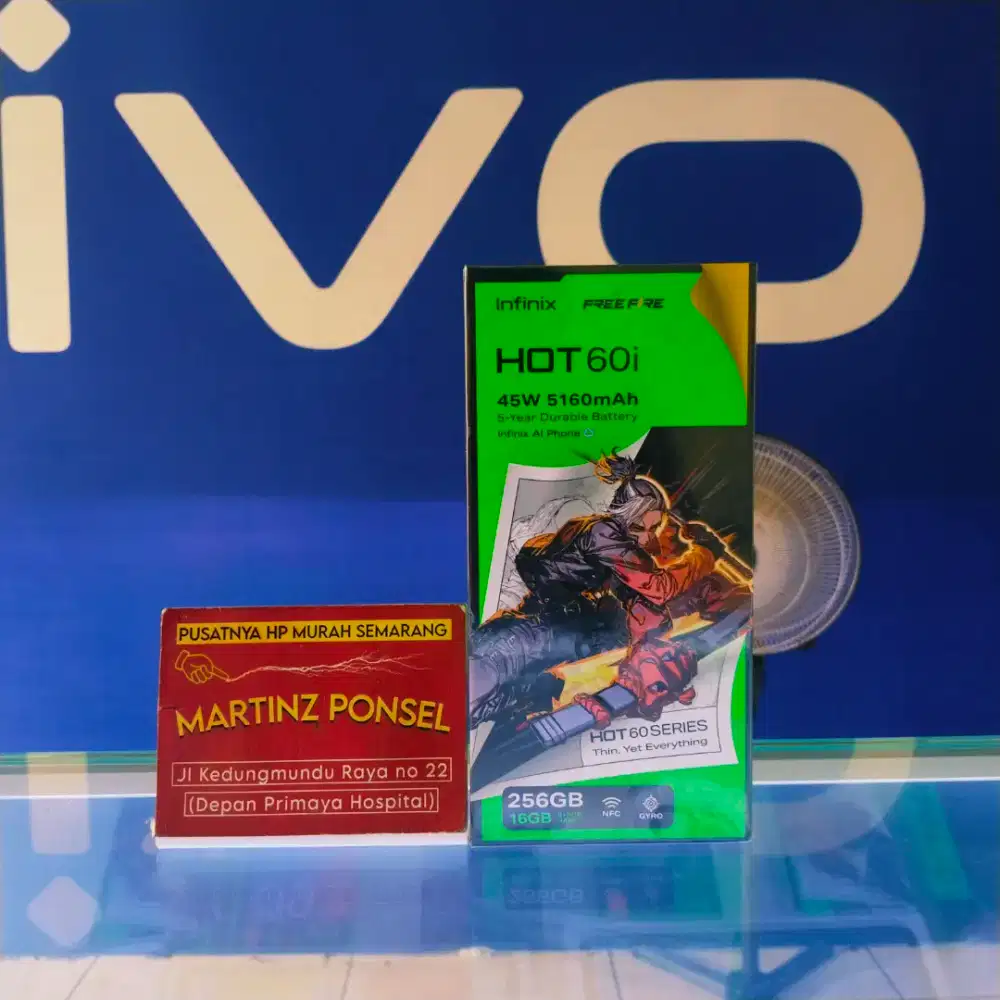 ivo
Infinix FREE FIRE
HOT 60i
45W 5160mAh
5-Year Durable Battery
Infinix AI Phone
HOT 60 SERIES
Thin. Yet Everything
256GB
16GB
NFC
GYRO
PUSATNYA HP MURAH SEMARANG
MARTINZ PONSEL
Jl Kedungmundu Raya no 22
(Depan Primaya Hospital)